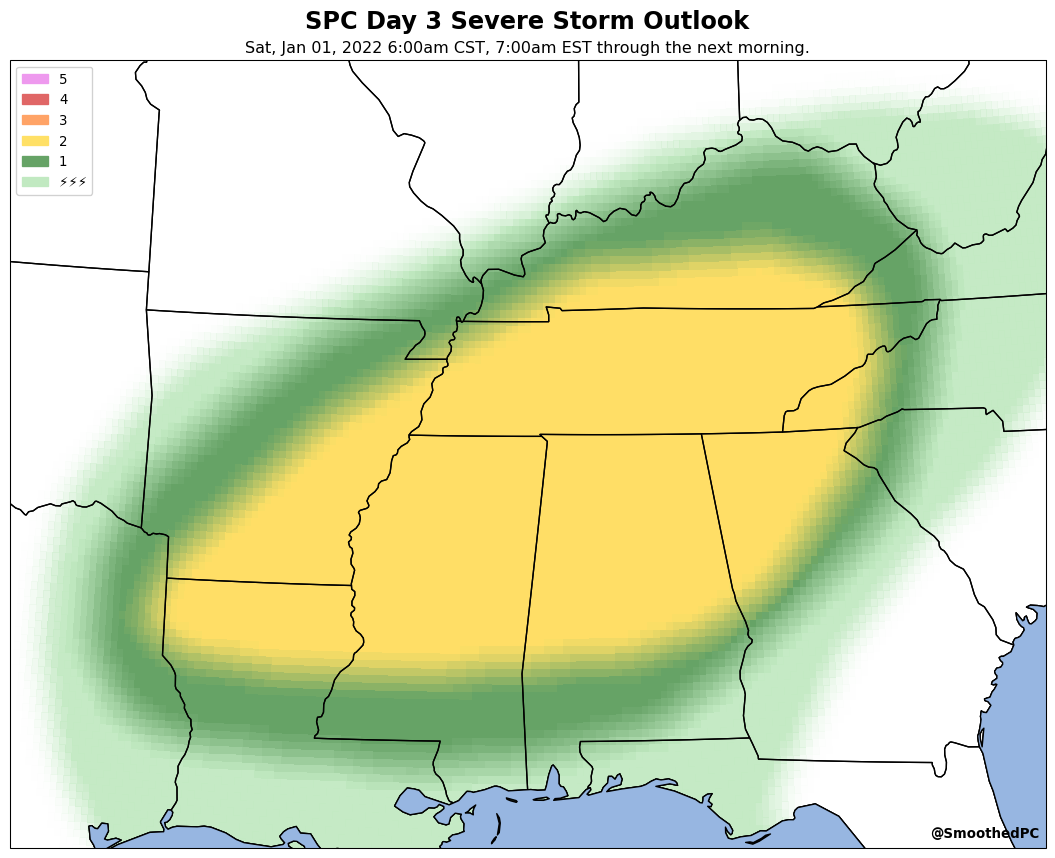 SPC Day 3 Severe Storm Outlook
Sat, Jan 01, 2022 6:00am CST, 7:00am EST through the next morning.
5
4
3
2
1
⚡⚡⚡
@SmoothedPC